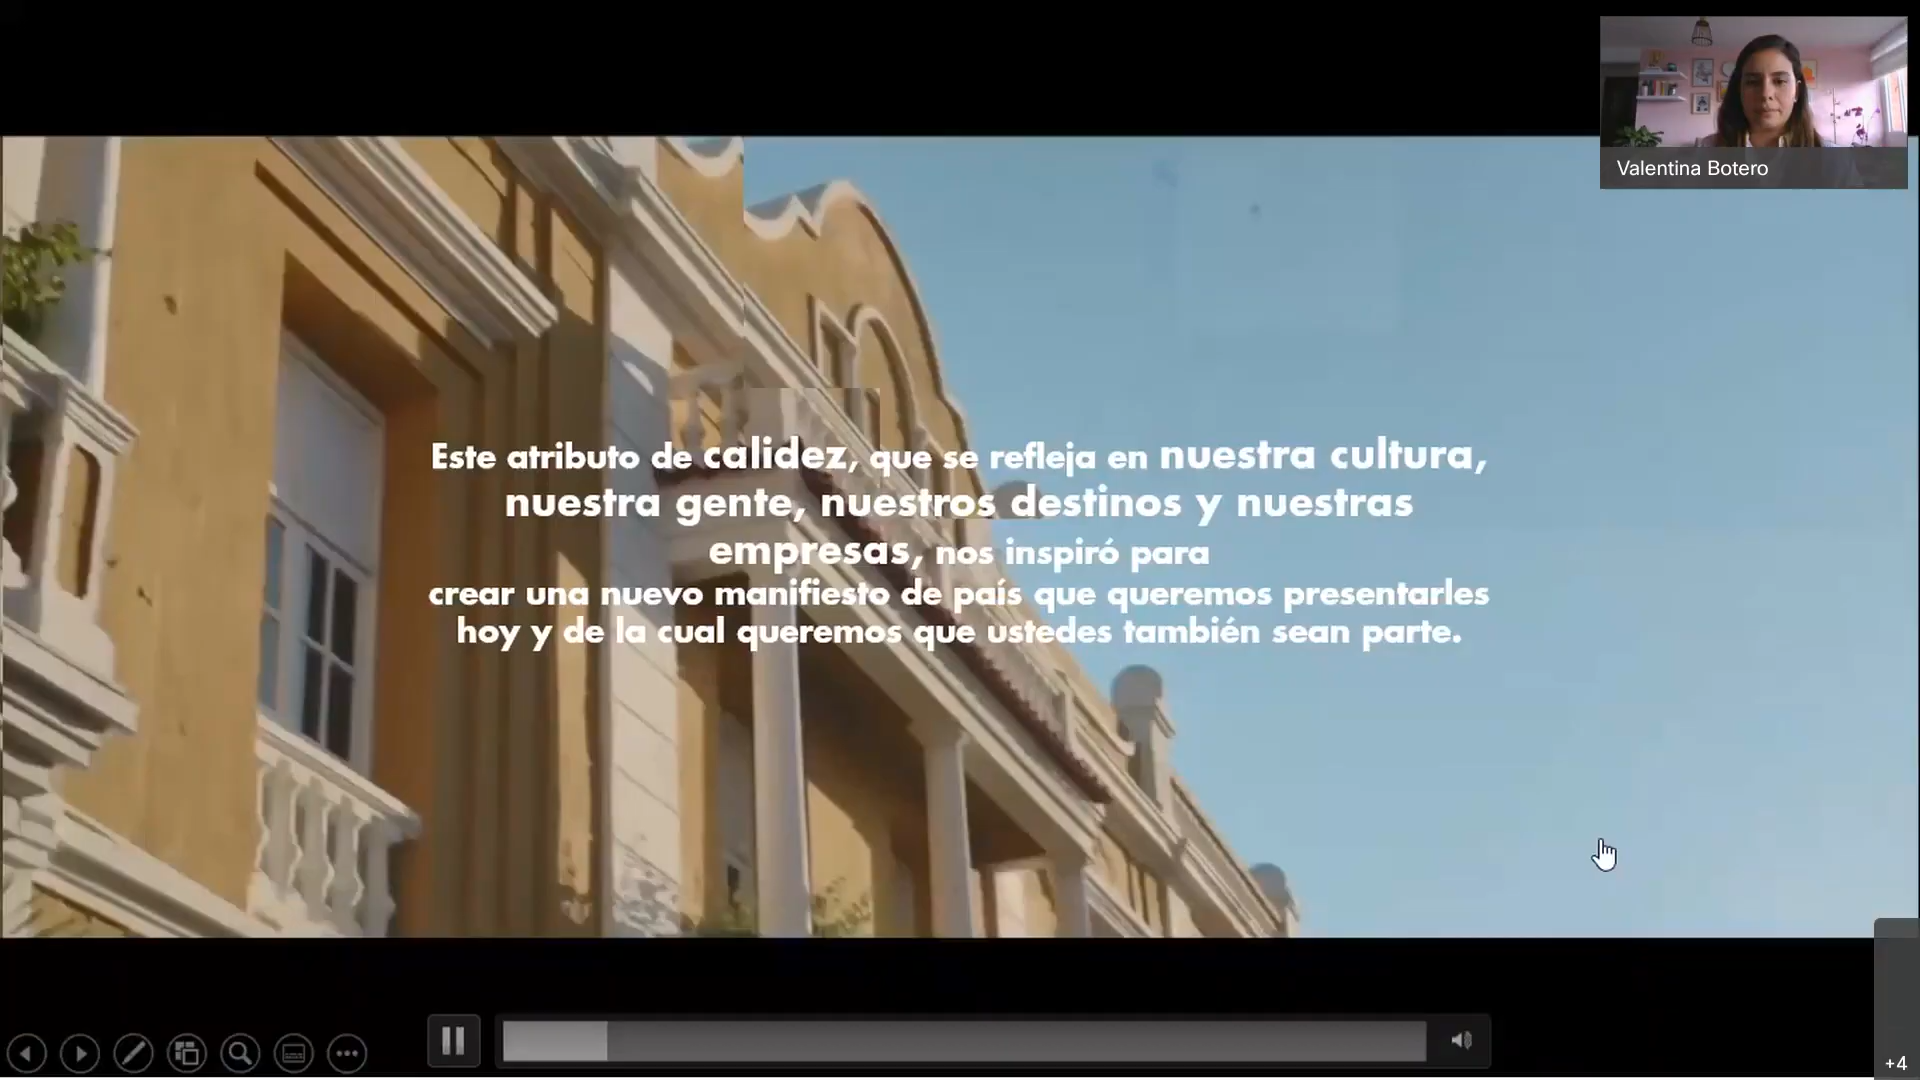 Valentina Botero
Este atributo de calidez, que se refleja en nuestra cultura,
nuestra gente, nuestros destinos y nuestras
empresas, nos inspiró para
crear una nuevo manifiesto de país que queremos presentarles
hoy y de la cual queremos que ustedes también sean parte.
+4